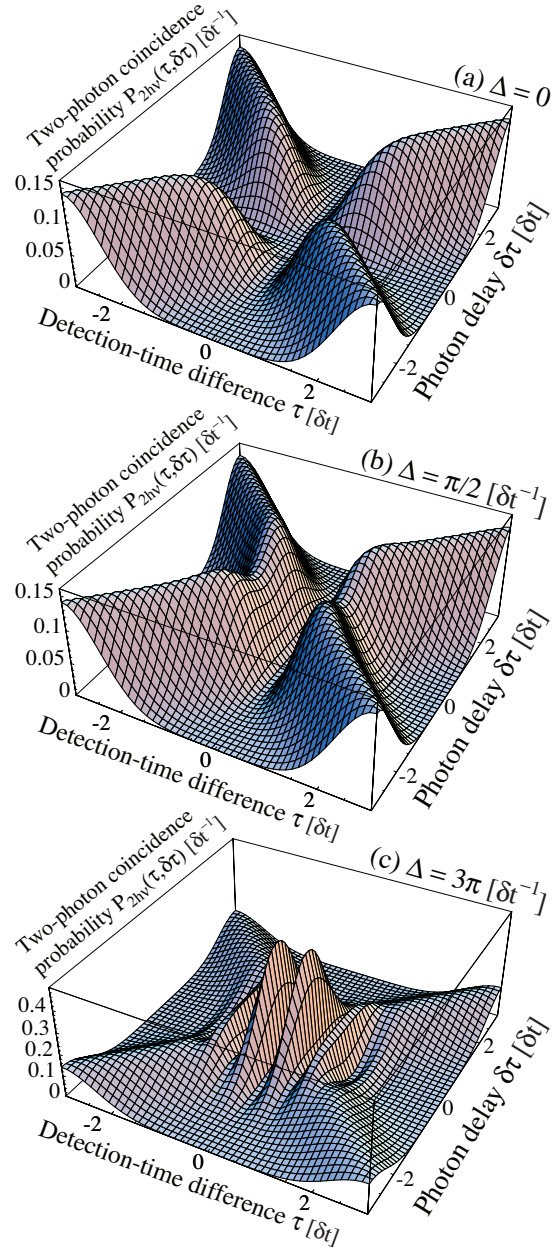 Two-photon coincidence
probability P2hν(τ,δτ) [δt⁻¹]
(a) Δ = 0
0.15
0.1
0.05
0
-2
0
2
Detection-time difference τ [δt]
-2
0
2
Photon delay δτ [δt]
Two-photon coincidence
probability P2hν(τ,δτ) [δt⁻¹]
(b) Δ = π/2 [δt⁻¹]
0.15
0.1
0.05
0
-2
0
2
Detection-time difference τ [δt]
-2
0
2
Photon delay δτ [δt]
Two-photon coincidence
probability P2hν(τ,δτ) [δt⁻¹]
(c) Δ = 3π [δt⁻¹]
0.4
0.3
0.2
0.1
0
-2
0
2
Detection-time difference τ [δt]
-2
0
2
Photon delay δτ [δt]